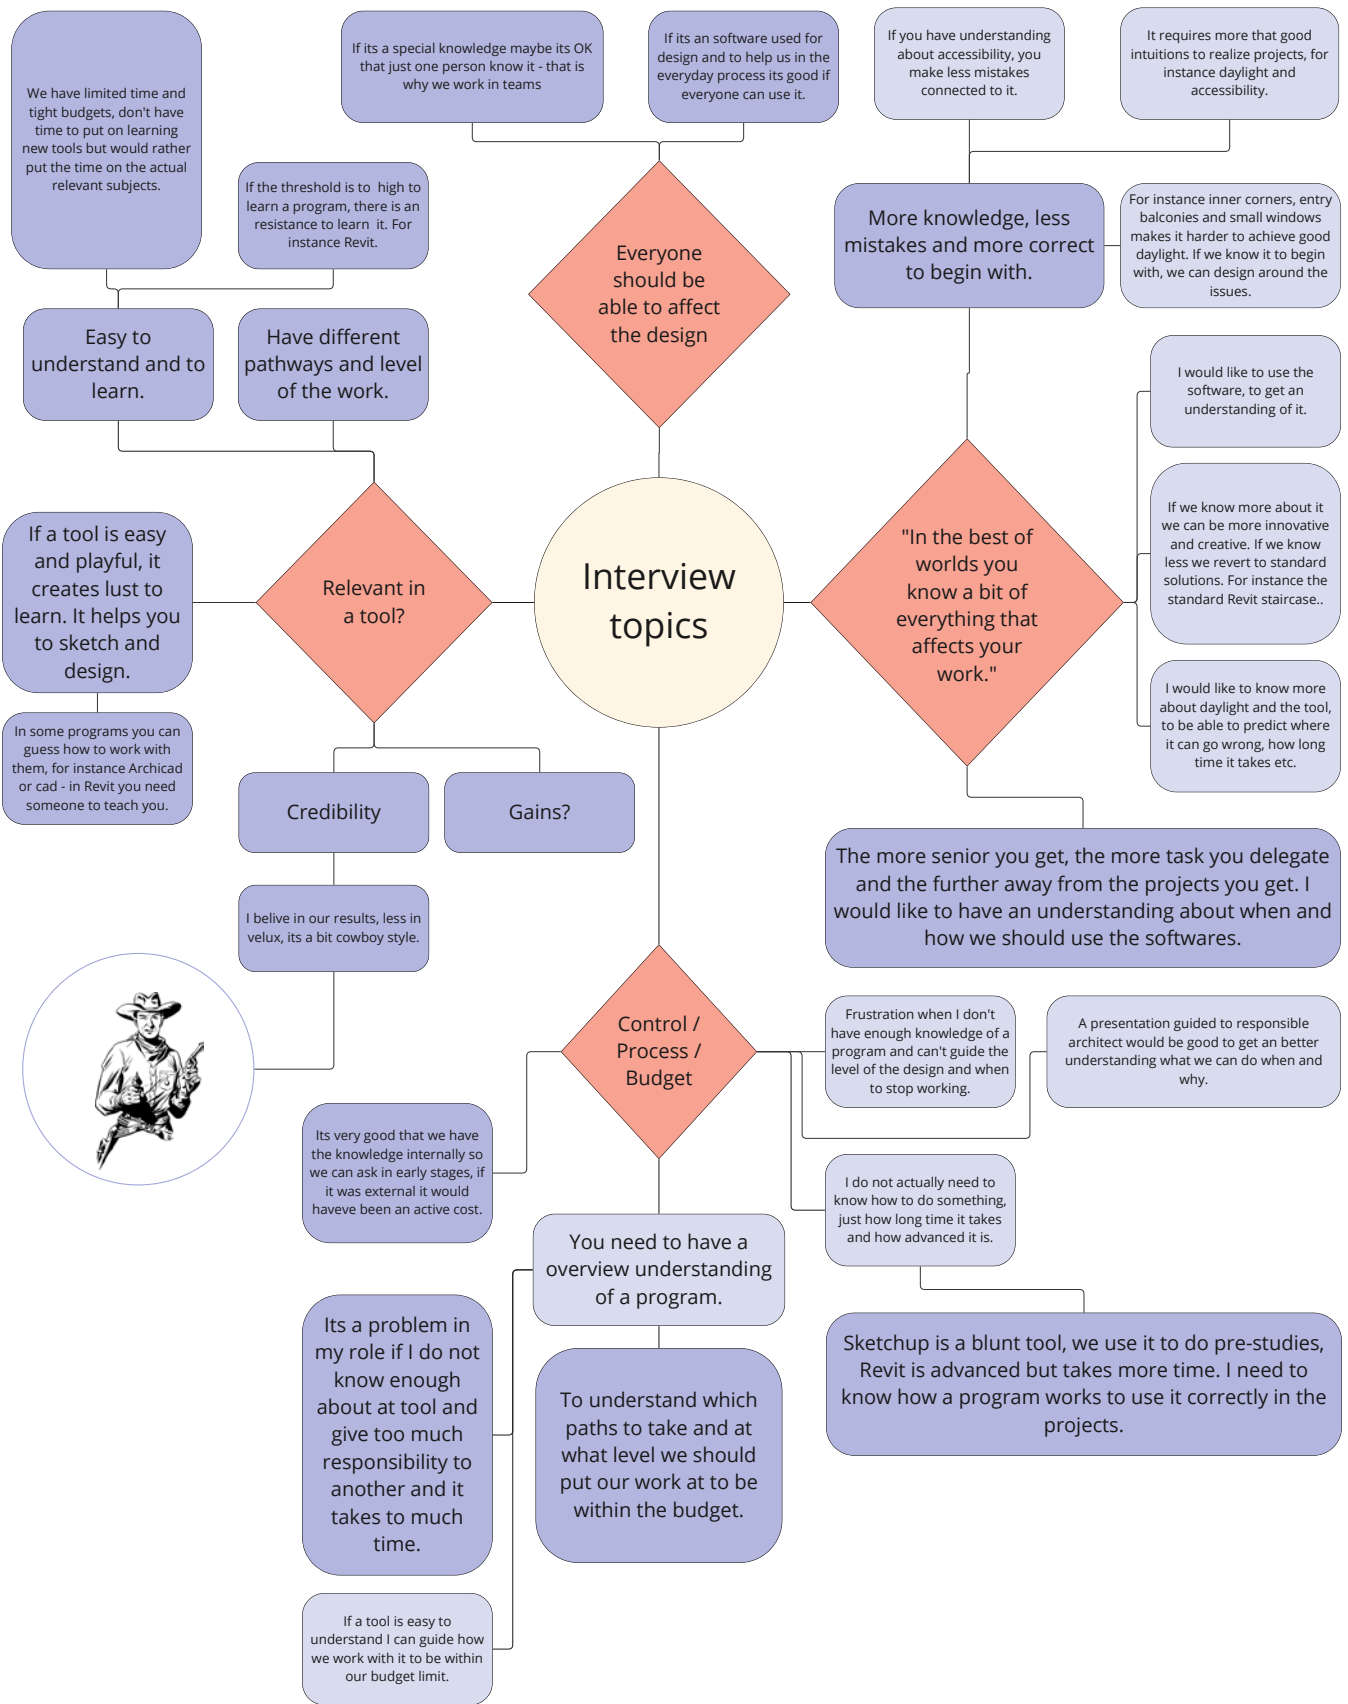 We have limited time and
tight budgets, don't have
time to put on learning
new tools but would rather
put the time on the actual
relevant subjects.
If the threshold is to high to
learn a program, there is an
resistance to learn it. For
instance Revit.
If its a special knowledge maybe its OK
that just one person know it - that is
why we work in teams
If its an software used for
design and to help us in the
everyday process its good if
everyone can use it.
If you have understanding
about accessibility, you
make less mistakes
connected to it.
It requires more that good
intuitions to realize projects, for
instance daylight and
accessibility.
Easy to
understand and to
learn.
Have different
pathways and level
of the work.
Everyone
should be
able to affect
the design
More knowledge, less
mistakes and more correct
to begin with.
For instance inner corners, entry
balconies and small windows
makes it harder to achieve good
daylight. If we know it to begin
with, we can design around the
issues.
I would like to use the
software, to get an
understanding of it.
If a tool is easy
and playful, it
creates lust to
learn. It helps you
to sketch and
design.
Relevant in
a tool?
Interview
topics
"In the best of
worlds you
know a bit of
everything that
affects your
work."
If we know more about it
we can be more innovative
and creative. If we know
less we revert to standard
solutions. For instance the
standard Revit staircase..
I would like to know more
about daylight and the tool,
to be able to predict where
it can go wrong, how long
time it takes etc.
In some programs you can
guess how to work with
them, for instance Archicad
or cad - in Revit you need
someone to teach you.
Credibility
Gains?
I belive in our results, less in
velux, its a bit cowboy style.
The more senior you get, the more task you delegate
and the further away from the projects you get. I
would like to have an understanding about when and
how we should use the softwares.
Control /
Process /
Budget
Frustration when I don't
have enough knowledge of a
program and can't guide the
level of the design and when
to stop working.
A presentation guided to responsible
architect would be good to get an better
understanding what we can do when and
why.
Its very good that we have
the knowledge internally so
we can ask in early stages, if
it was external it would
haveve been an active cost.
I do not actually need to
know how to do something,
just how long time it takes
and how advanced it is.
You need to have a
overview understanding
of a program.
Its a problem in
my role if I do not
know enough
about at tool and
give too much
responsibility to
another and it
takes to much
time.
To understand which
paths to take and at
what level we should
put our work at to be
within the budget.
Sketchup is a blunt tool, we use it to do pre-studies,
Revit is advanced but takes more time. I need to
know how a program works to use it correctly in the
projects.
If a tool is easy to
understand I can guide how
we work with it to be within
our budget limit.